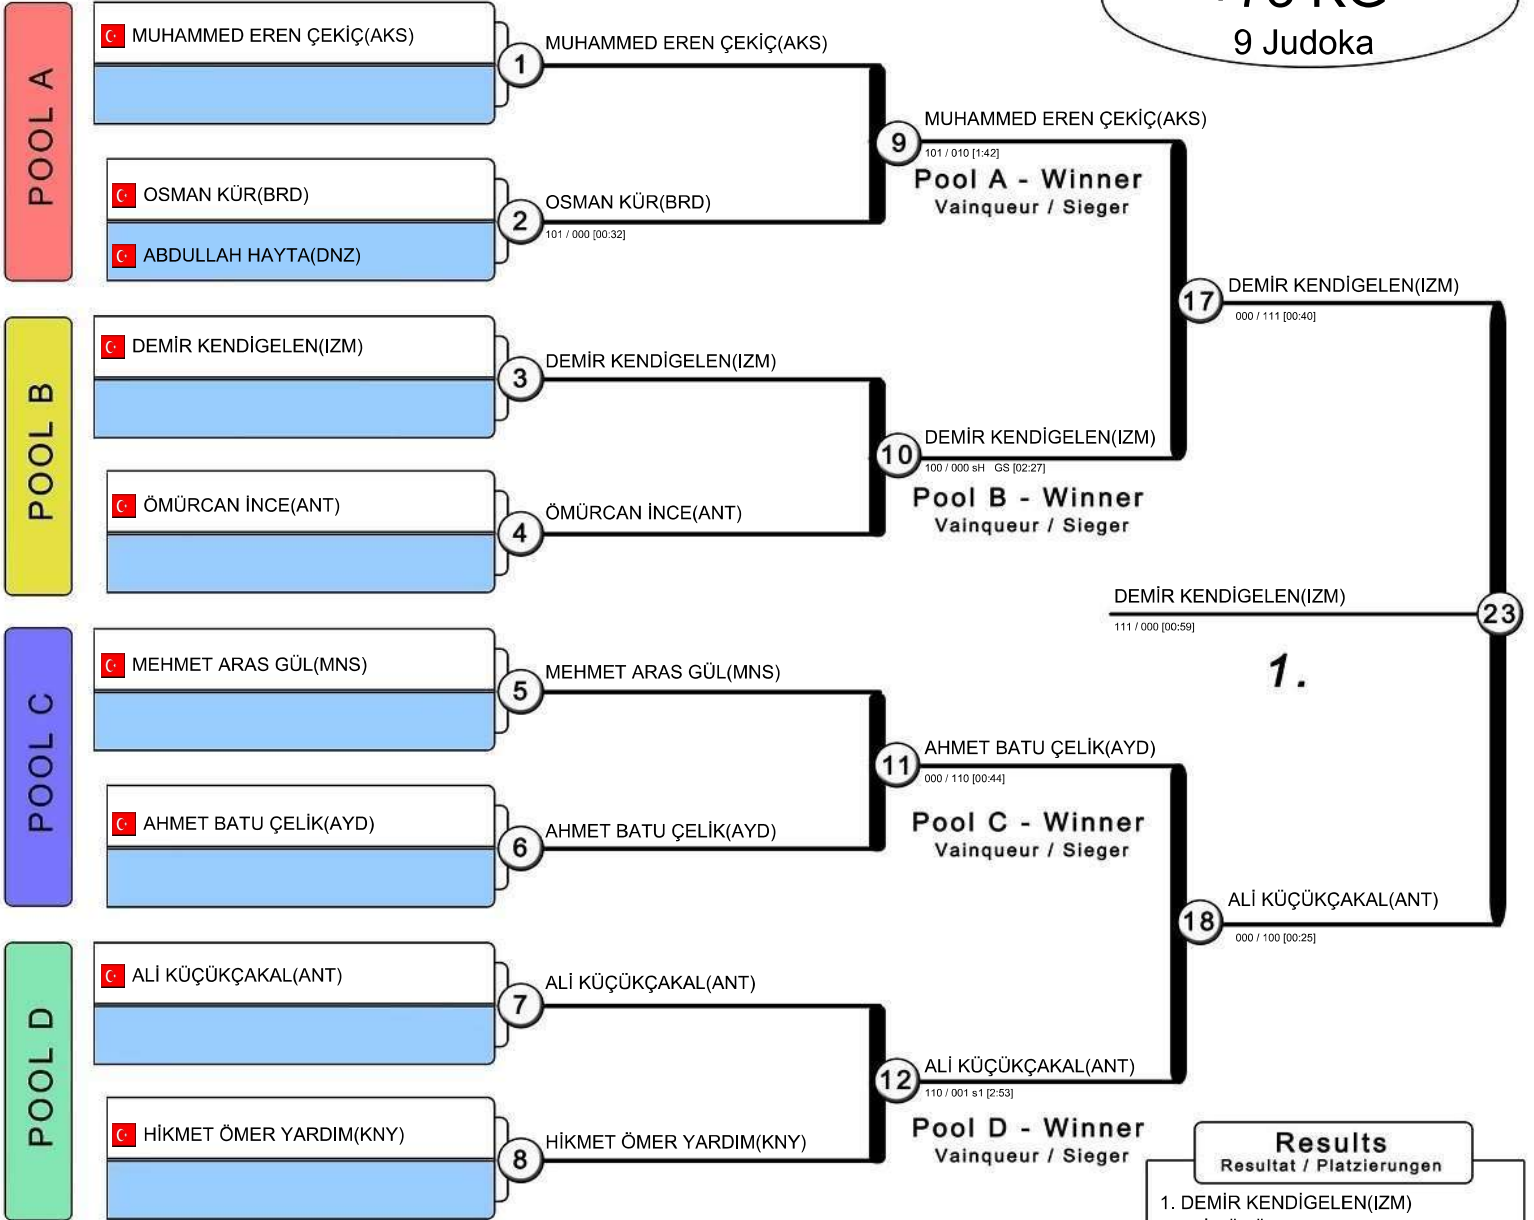 9 Judoka
POOL A
MUHAMMED EREN ÇEKİÇ(AKS)
1
MUHAMMED EREN ÇEKİÇ(AKS)
OSMAN KÜR(BRD)
ABDULLAH HAYTA(DNZ)
2
OSMAN KÜR(BRD)
101 / 000 [00:32]
9
MUHAMMED EREN ÇEKİÇ(AKS)
101 / 010 [1:42]
Pool A - Winner
Vainqueur / Sieger
POOL B
DEMİR KENDİGELEN(IZM)
3
DEMİR KENDİGELEN(IZM)
ÖMÜRCAN İNCE(ANT)
4
ÖMÜRCAN İNCE(ANT)
10
DEMİR KENDİGELEN(IZM)
100 / 000 sH GS [02:27]
Pool B - Winner
Vainqueur / Sieger
17
DEMİR KENDİGELEN(IZM)
000 / 111 [00:40]
POOL C
MEHMET ARAS GÜL(MNS)
5
MEHMET ARAS GÜL(MNS)
AHMET BATU ÇELİK(AYD)
6
AHMET BATU ÇELİK(AYD)
11
AHMET BATU ÇELİK(AYD)
000 / 110 [00:44]
Pool C - Winner
Vainqueur / Sieger
POOL D
ALİ KÜÇÜKÇAKAL(ANT)
7
ALİ KÜÇÜKÇAKAL(ANT)
HİKMET ÖMER YARDIM(KNY)
8
HİKMET ÖMER YARDIM(KNY)
12
ALİ KÜÇÜKÇAKAL(ANT)
110 / 001 s1 [2:53]
Pool D - Winner
Vainqueur / Sieger
18
ALİ KÜÇÜKÇAKAL(ANT)
000 / 100 [00:25]
DEMİR KENDİGELEN(IZM)
23
111 / 000 [00:59]
1.
Results
Resultat / Platzierungen
1. DEMİR KENDİGELEN(IZM)